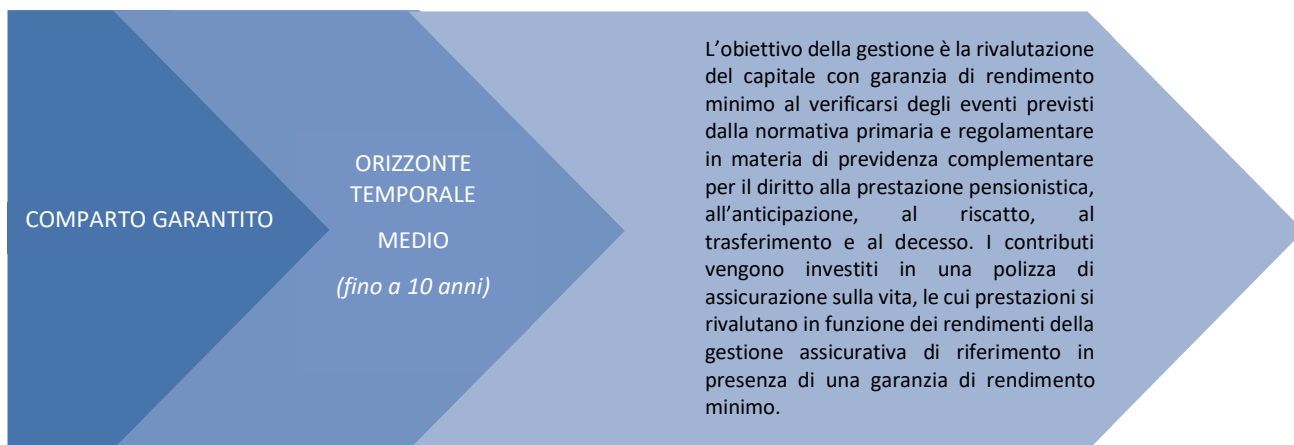 COMPARTO GARANTITO
ORIZZONTE
TEMPORALE
MEDIO
(fino a 10 anni)
L’obiettivo della gestione è la rivalutazione
del capitale con garanzia di rendimento
minimo al verificarsi degli eventi previsti
dalla normativa primaria e regolamentare
in materia di previdenza complementare
per il diritto alla prestazione pensionistica,
all’anticipazione, al riscatto, al
trasferimento e al decesso. I contributi
vengono investiti in una polizza di
assicurazione sulla vita, le cui prestazioni si
rivalutano in funzione dei rendimenti della
gestione assicurativa di riferimento in
presenza di una garanzia di rendimento
minimo.